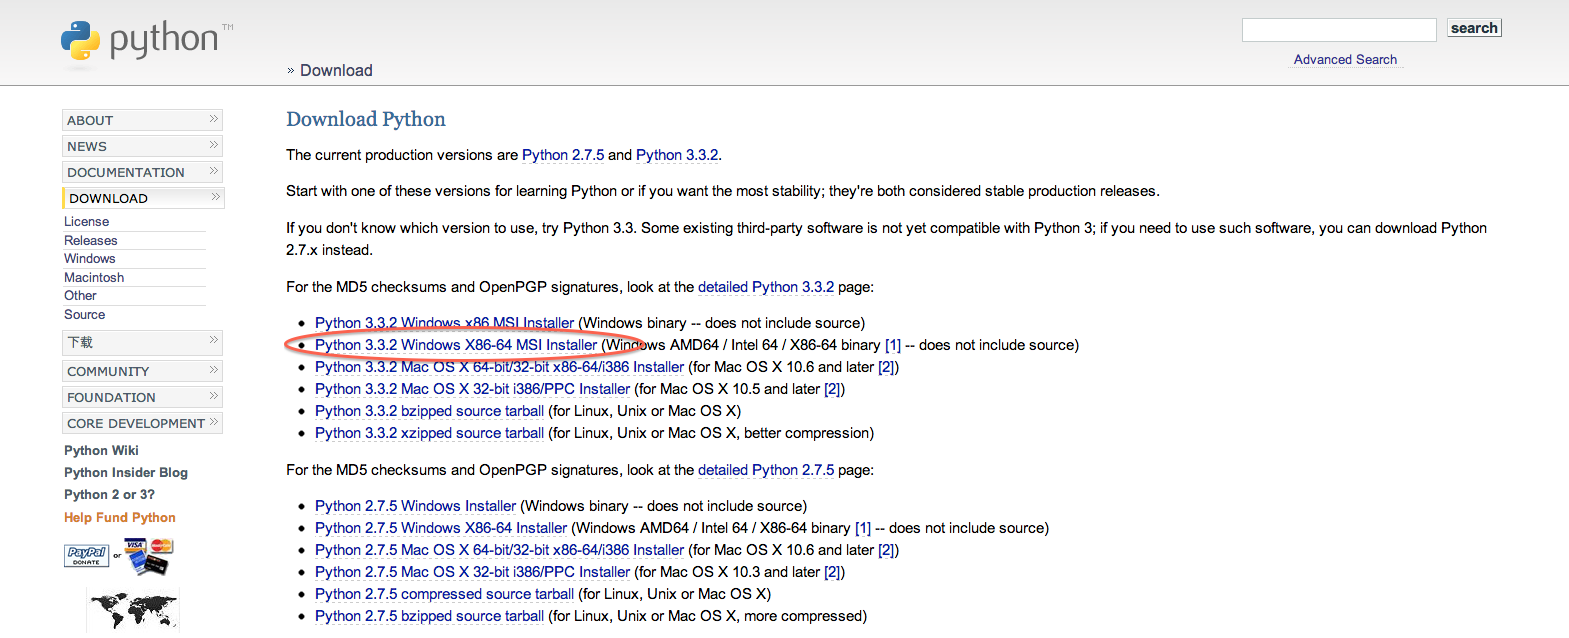 python™
search
Advanced Search
» Download
ABOUT »
NEWS »
DOCUMENTATION »
DOWNLOAD »
License
Releases
Windows
Macintosh
Other
Source
下载 »
COMMUNITY »
FOUNDATION »
CORE DEVELOPMENT »
Python Wiki
Python Insider Blog
Python 2 or 3?
Help Fund Python
PayPal
DONATE
or
VISA
Download Python
The current production versions are Python 2.7.5 and Python 3.3.2.
Start with one of these versions for learning Python or if you want the most stability; they're both considered stable production releases.
If you don't know which version to use, try Python 3.3. Some existing third-party software is not yet compatible with Python 3; if you need to use such software, you can download Python
2.7.x instead.
For the MD5 checksums and OpenPGP signatures, look at the detailed Python 3.3.2 page:
• Python 3.3.2 Windows x86 MSI Installer (Windows binary -- does not include source)
• Python 3.3.2 Windows X86-64 MSI Installer (Windows AMD64 / Intel 64 / X86-64 binary [1] -- does not include source)
• Python 3.3.2 Mac OS X 64-bit/32-bit x86-64/i386 Installer (for Mac OS X 10.6 and later [2])
• Python 3.3.2 Mac OS X 32-bit i386/PPC Installer (for Mac OS X 10.5 and later [2])
• Python 3.3.2 bzipped source tarball (for Linux, Unix or Mac OS X)
• Python 3.3.2 xzipped source tarball (for Linux, Unix or Mac OS X, better compression)
For the MD5 checksums and OpenPGP signatures, look at the detailed Python 2.7.5 page:
• Python 2.7.5 Windows Installer (Windows binary -- does not include source)
• Python 2.7.5 Windows X86-64 Installer (Windows AMD64 / Intel 64 / X86-64 binary [1] -- does not include source)
• Python 2.7.5 Mac OS X 64-bit/32-bit x86-64/i386 Installer (for Mac OS X 10.6 and later [2])
• Python 2.7.5 Mac OS X 32-bit i386/PPC Installer (for Mac OS X 10.3 and later [2])
• Python 2.7.5 compressed source tarball (for Linux, Unix or Mac OS X)
• Python 2.7.5 bzipped source tarball (for Linux, Unix or Mac OS X, more compressed)